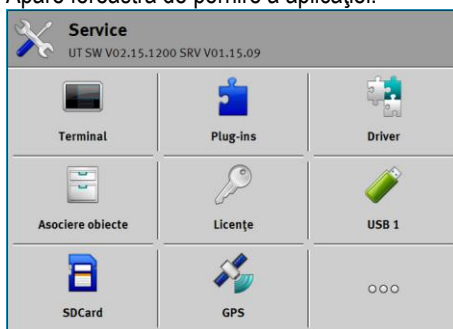 Apare fereastra de pornire a aplicației:
Service
UT SW V02.15.1200 SRV V01.15.09
Terminal
Plug-ins
Driver
Asociere obiecte
Licențe
USB 1
SDCard
GPS